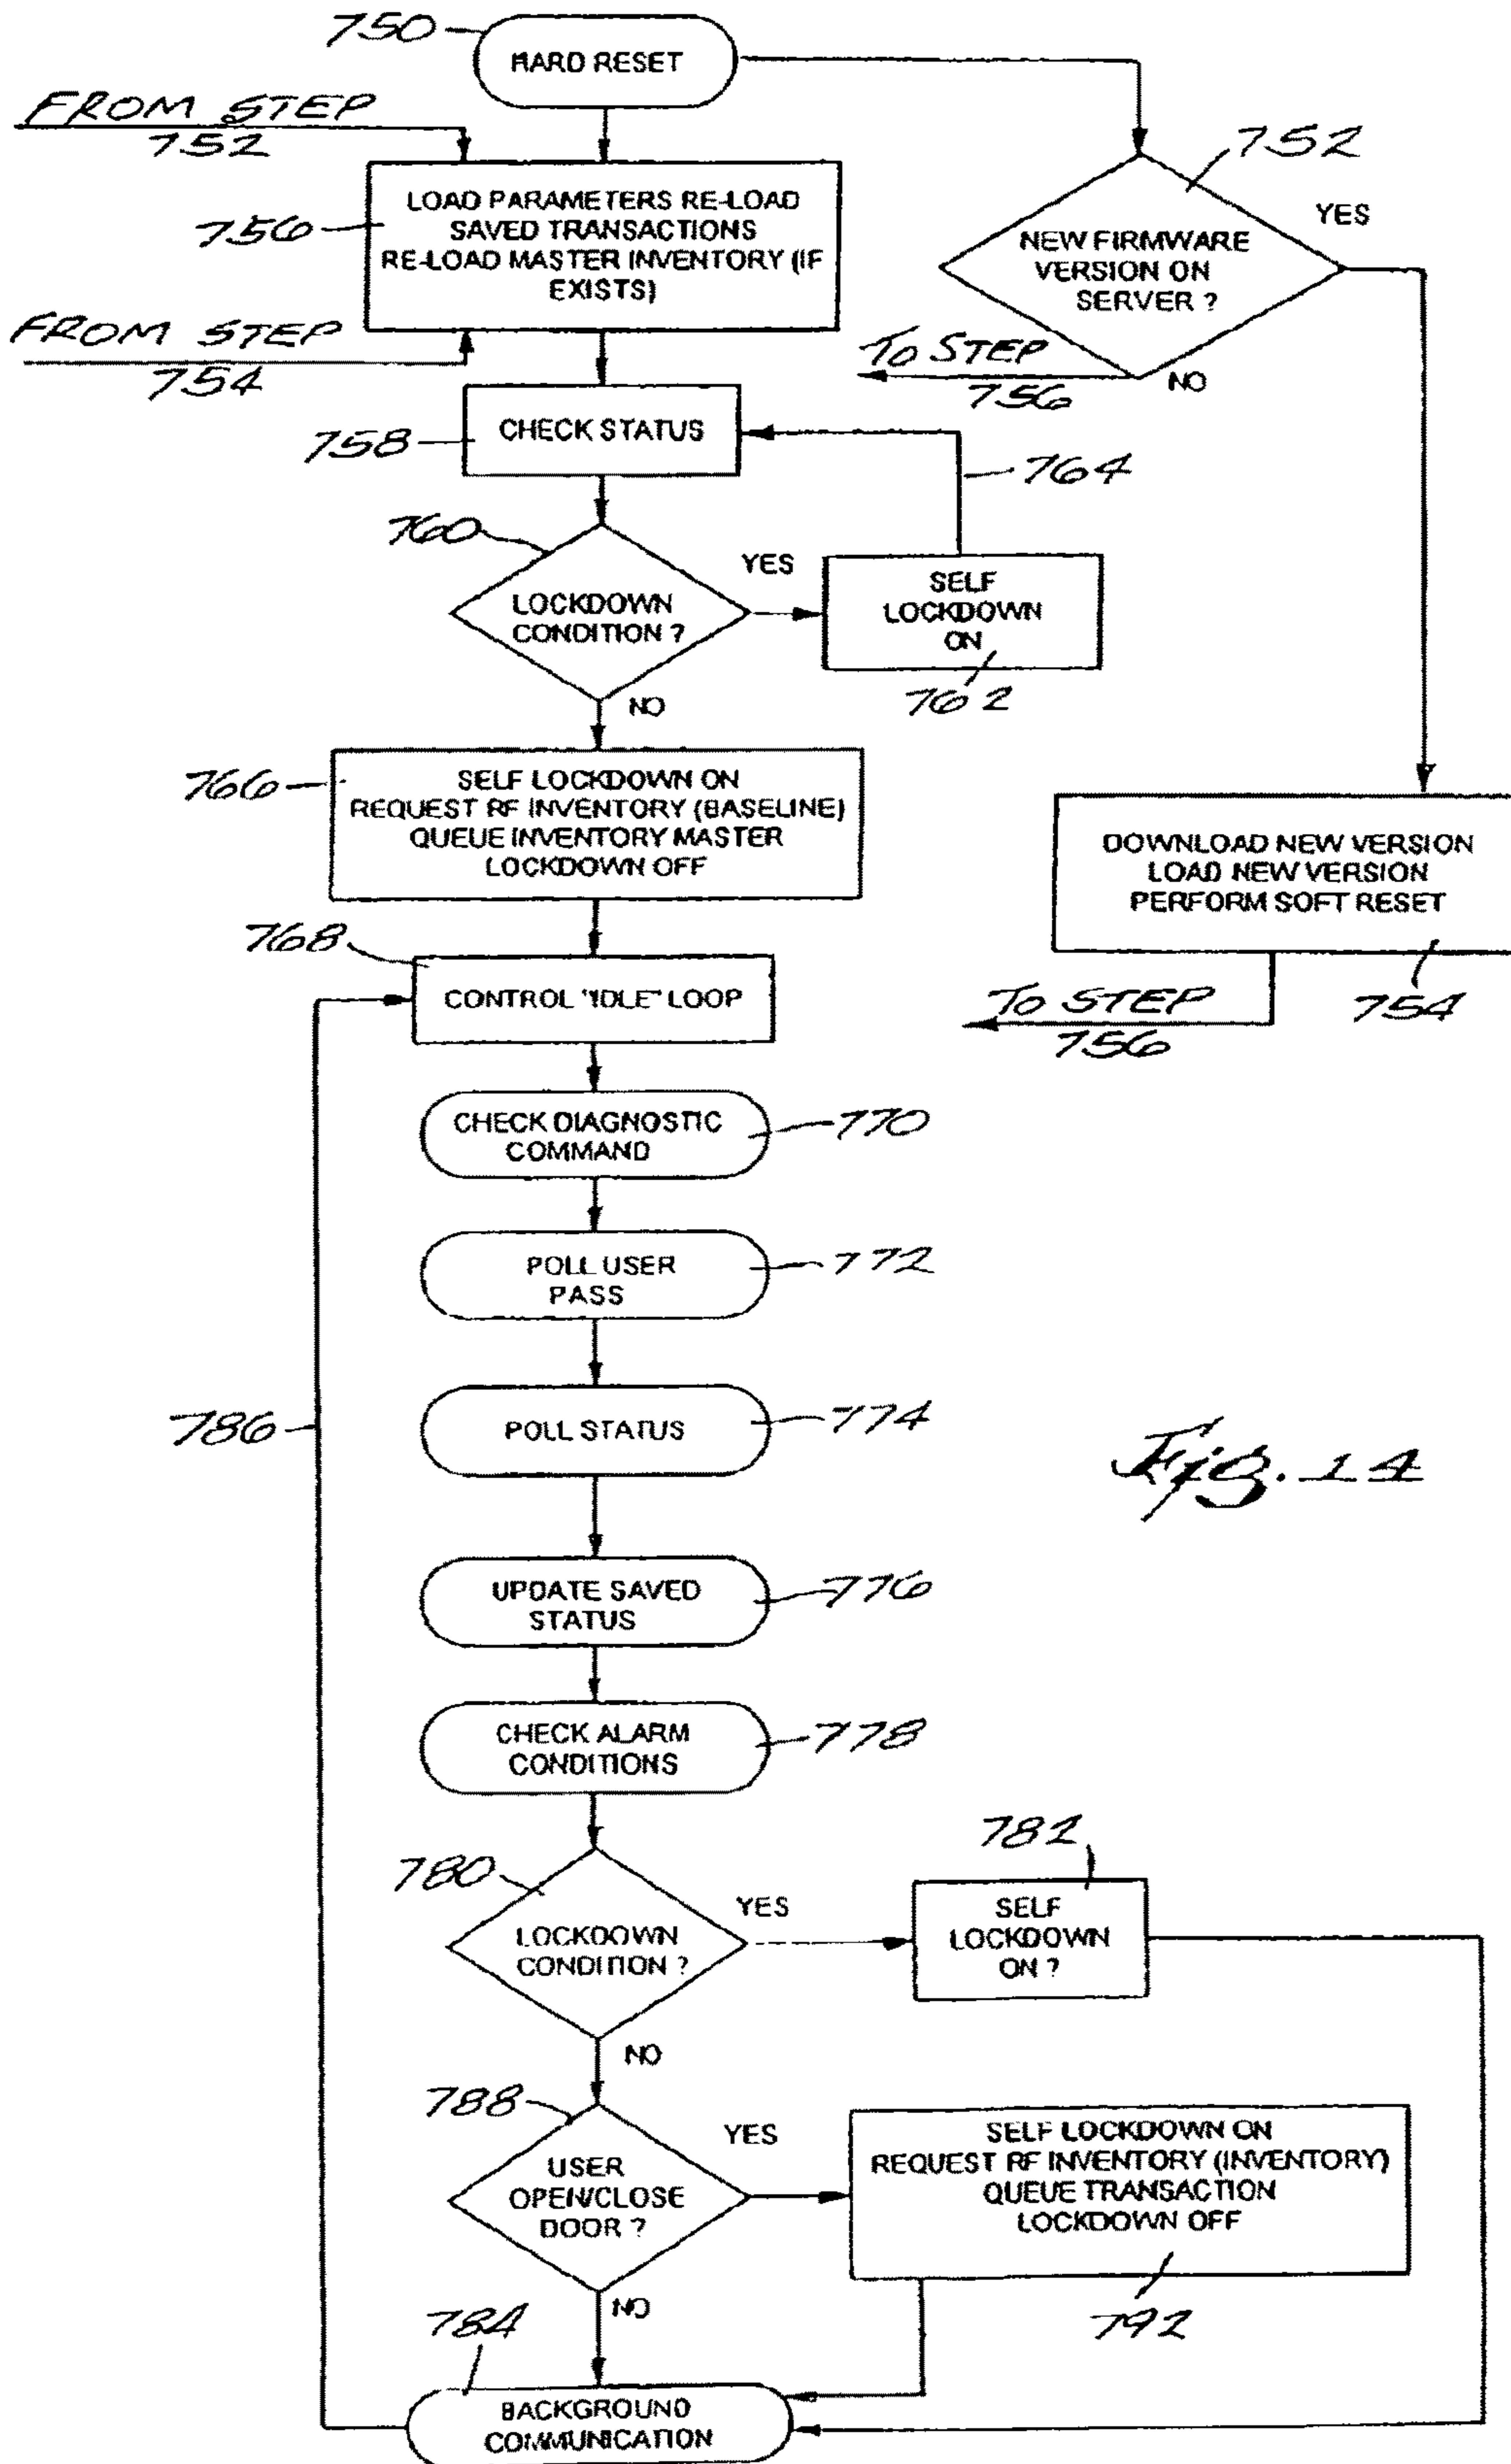 750
HARD RESET
FROM STEP
752
752
YES
756
LOAD PARAMETERS RE-LOAD
SAVED TRANSACTIONS
RE-LOAD MASTER INVENTORY (IF
EXISTS)
NEW FIRMWARE
VERSION ON
SERVER ?
FROM STEP
754
TO STEP
756
NO
758
CHECK STATUS
764
760
YES
LOCKDOWN
CONDITION ?
SELF
LOCKDOWN
ON
762
NO
766
SELF LOCKDOWN ON
REQUEST RF INVENTORY (BASELINE)
QUEUE INVENTORY MASTER
LOCKDOWN OFF
DOWNLOAD NEW VERSION
LOAD NEW VERSION
PERFORM SOFT RESET
754
TO STEP
756
768
CONTROL "IDLE" LOOP
CHECK DIAGNOSTIC
COMMAND
770
POLL USER
PASS
772
POLL STATUS
774
786
Fig. 14
UPDATE SAVED
STATUS
776
CHECK ALARM
CONDITIONS
778
780
YES
782
LOCKDOWN
CONDITION ?
SELF
LOCKDOWN
ON ?
NO
788
YES
USER
OPEN/CLOSE
DOOR ?
SELF LOCKDOWN ON
REQUEST RF INVENTORY (INVENTORY)
QUEUE TRANSACTION
LOCKDOWN OFF
792
NO
784
BACKGROUND
COMMUNICATION